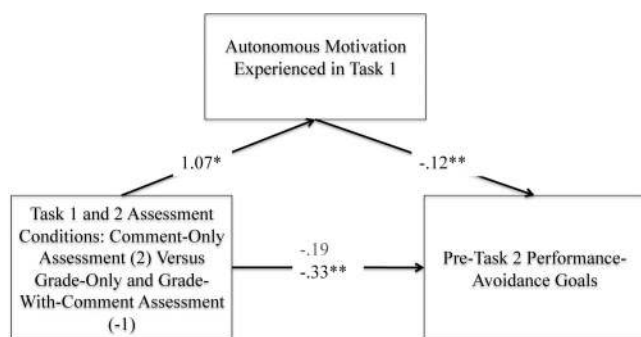 Autonomous Motivation
Experienced in Task 1
1.07*
-.12**
Task 1 and 2 Assessment
Conditions: Comment-Only
Assessment (2) Versus
Grade-Only and Grade-
With-Comment Assessment
(-1)
-.19
-.33**
Pre-Task 2 Performance-
Avoidance Goals